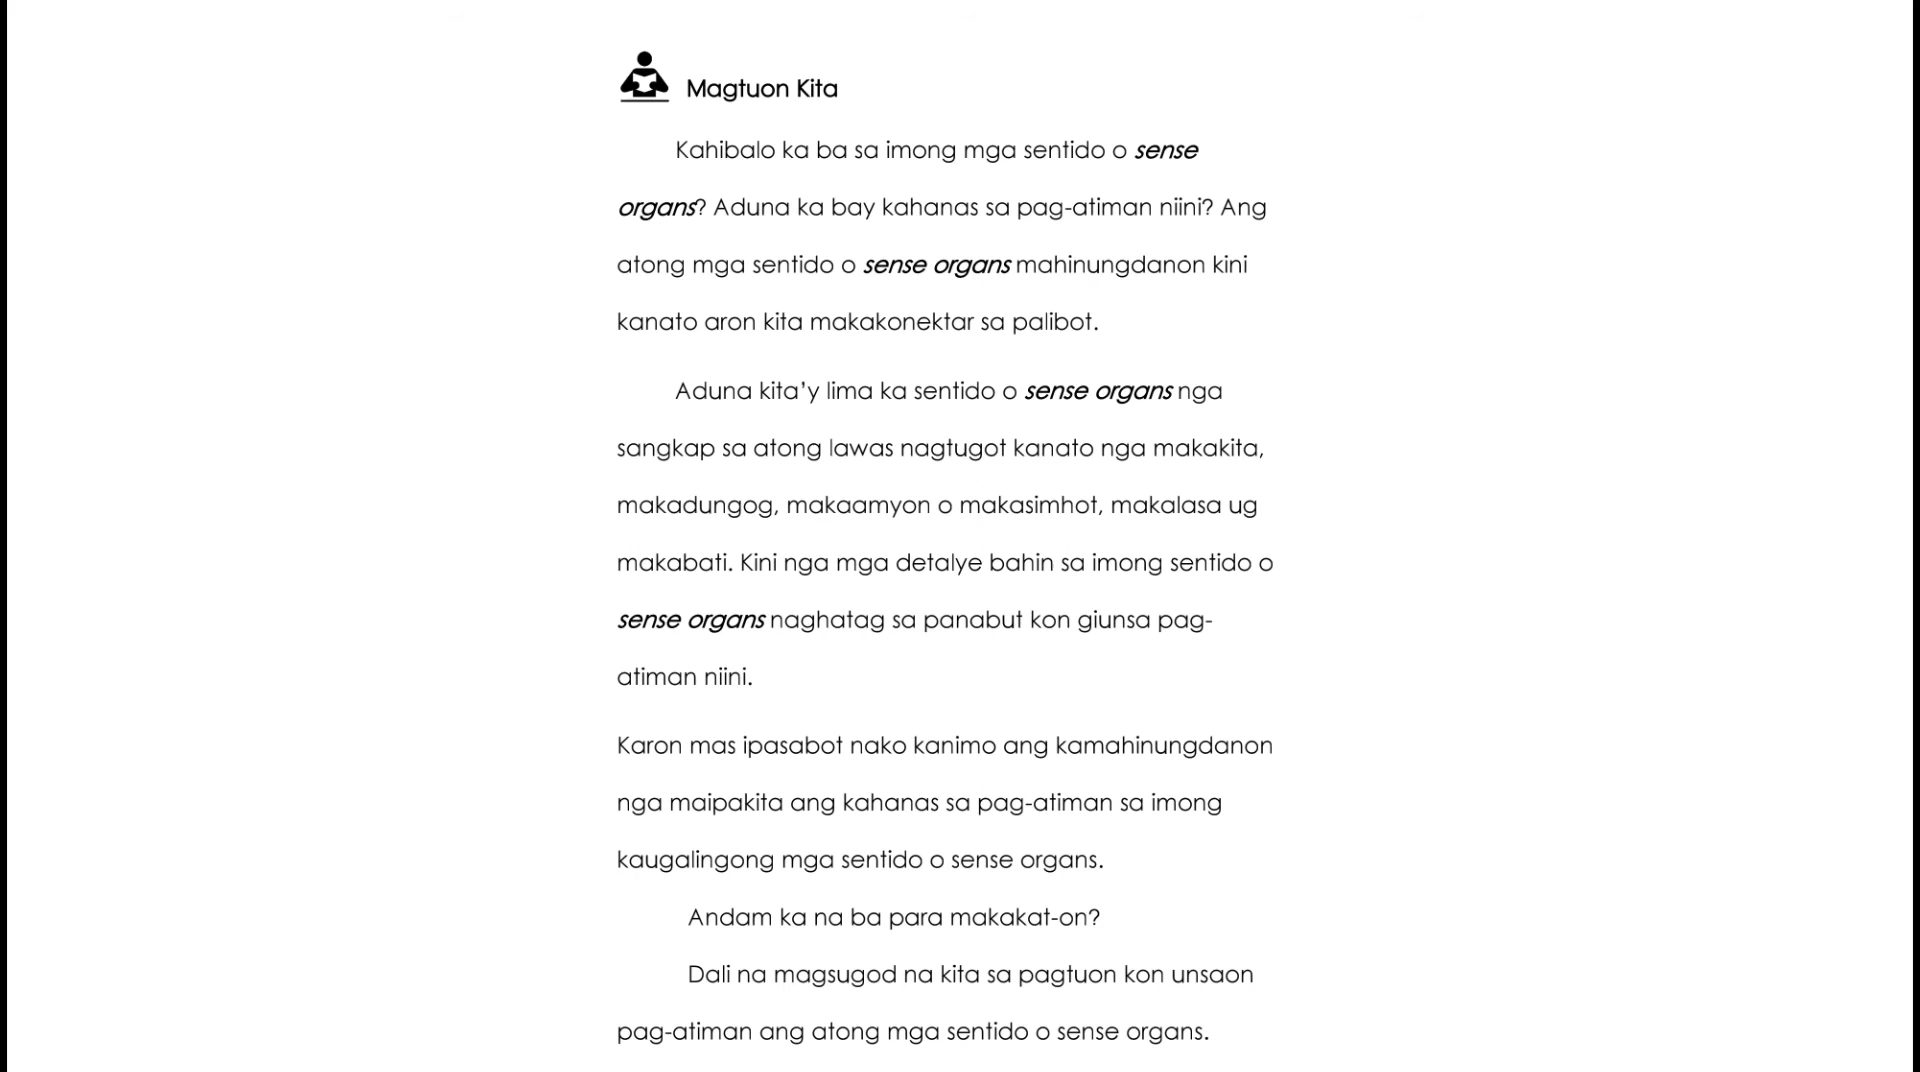 Magtuon Kita
Kahibalo ka ba sa imong mga sentido o sense
organs? Aduna ka bay kahanas sa pag-atiman niini? Ang
atong mga sentido o sense organs mahinungdanon kini
kanato aron kita makakonektar sa palibot.
Aduna kita'y lima ka sentido o sense organs nga
sangkap sa atong lawas nagtugot kanato nga makakita,
makadungog, makaamyon o makasimhot, makalasa ug
makabati. Kini nga mga detalye bahin sa imong sentido o
sense organs naghatag sa panabut kon giunsa pag-
atiman niini.
Karon mas ipasabot nako kanimo ang kamahinungdanon
nga maipakita ang kahanas sa pag-atiman sa imong
kaugalingong mga sentido o sense organs.
Andam ka na ba para makakat-on?
Dali na magsugod na kita sa pagtuon kon unsaon
pag-atiman ang atong mga sentido o sense organs.